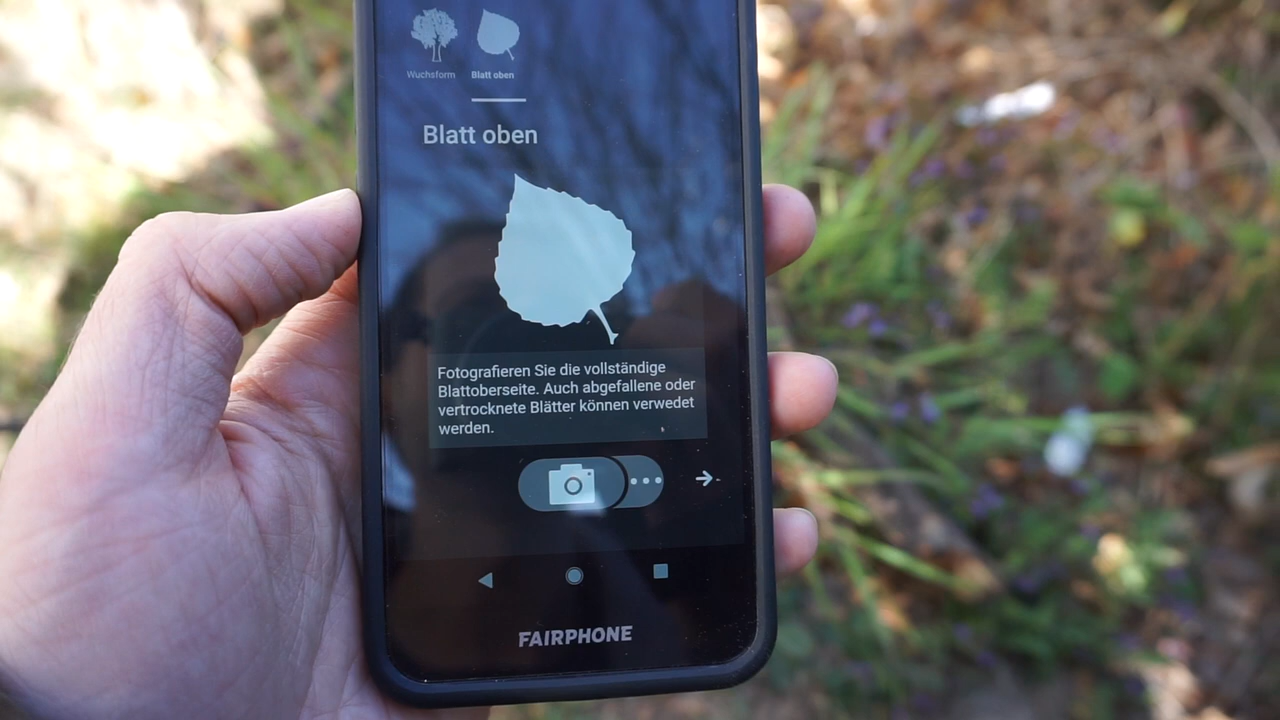 Wuchsform Blatt oben
Blatt oben
Fotografieren Sie die vollständige
Blattoberseite. Auch abgefallene oder
vertrocknete Blätter können verwedet
werden.
FAIRPHONE